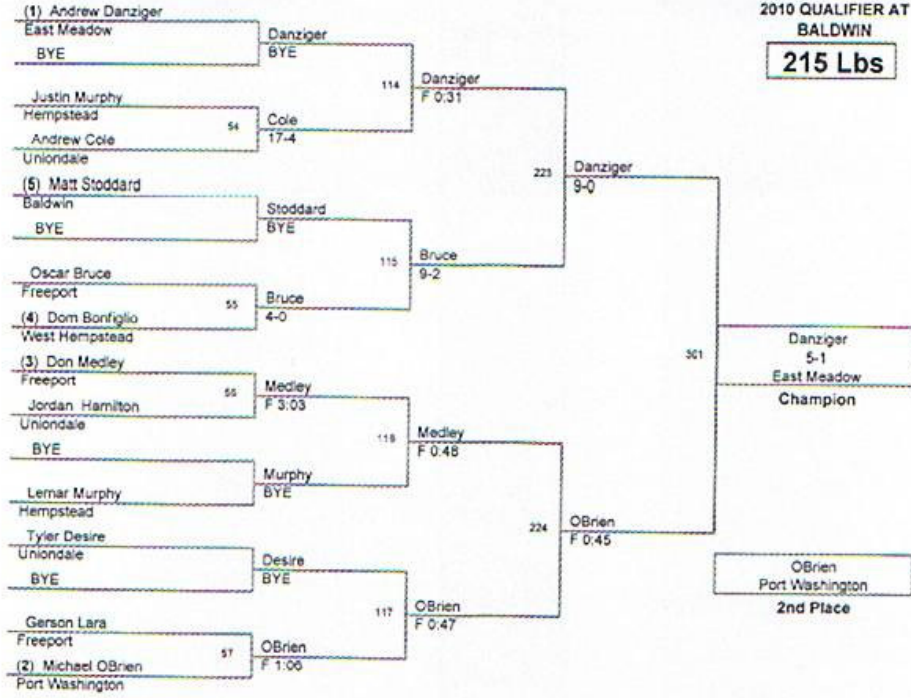 2010 QUALIFIER AT
BALDWIN
215 Lbs
(1) Andrew Danziger
East Meadow
BYE
Justin Murphy
Hempstead
Andrew Cole
Uniondale
(5) Matt Stoddard
Baldwin
BYE
Oscar Bruce
Freeport
(4) Dom Bonfiglio
West Hempstead
(3) Don Medley
Freeport
Jordan Hamilton
Uniondale
BYE
Lemar Murphy
Hempstead
Tyler Desire
Uniondale
BYE
Gerson Lara
Freeport
(2) Michael OBrien
Port Washington
Danziger
BYE
54
Cole
17-4
Stoddard
BYE
55
Bruce
4-0
56
Medley
F 3:03
Murphy
BYE
Desire
BYE
57
OBrien
F 1:06
114
Danziger
F 0:31
115
Bruce
9-2
116
Medley
F 0:48
117
OBrien
F 0:47
223
Danziger
9-0
224
OBrien
F 0:45
301
Danziger
5-1
East Meadow
Champion
OBrien
Port Washington
2nd Place